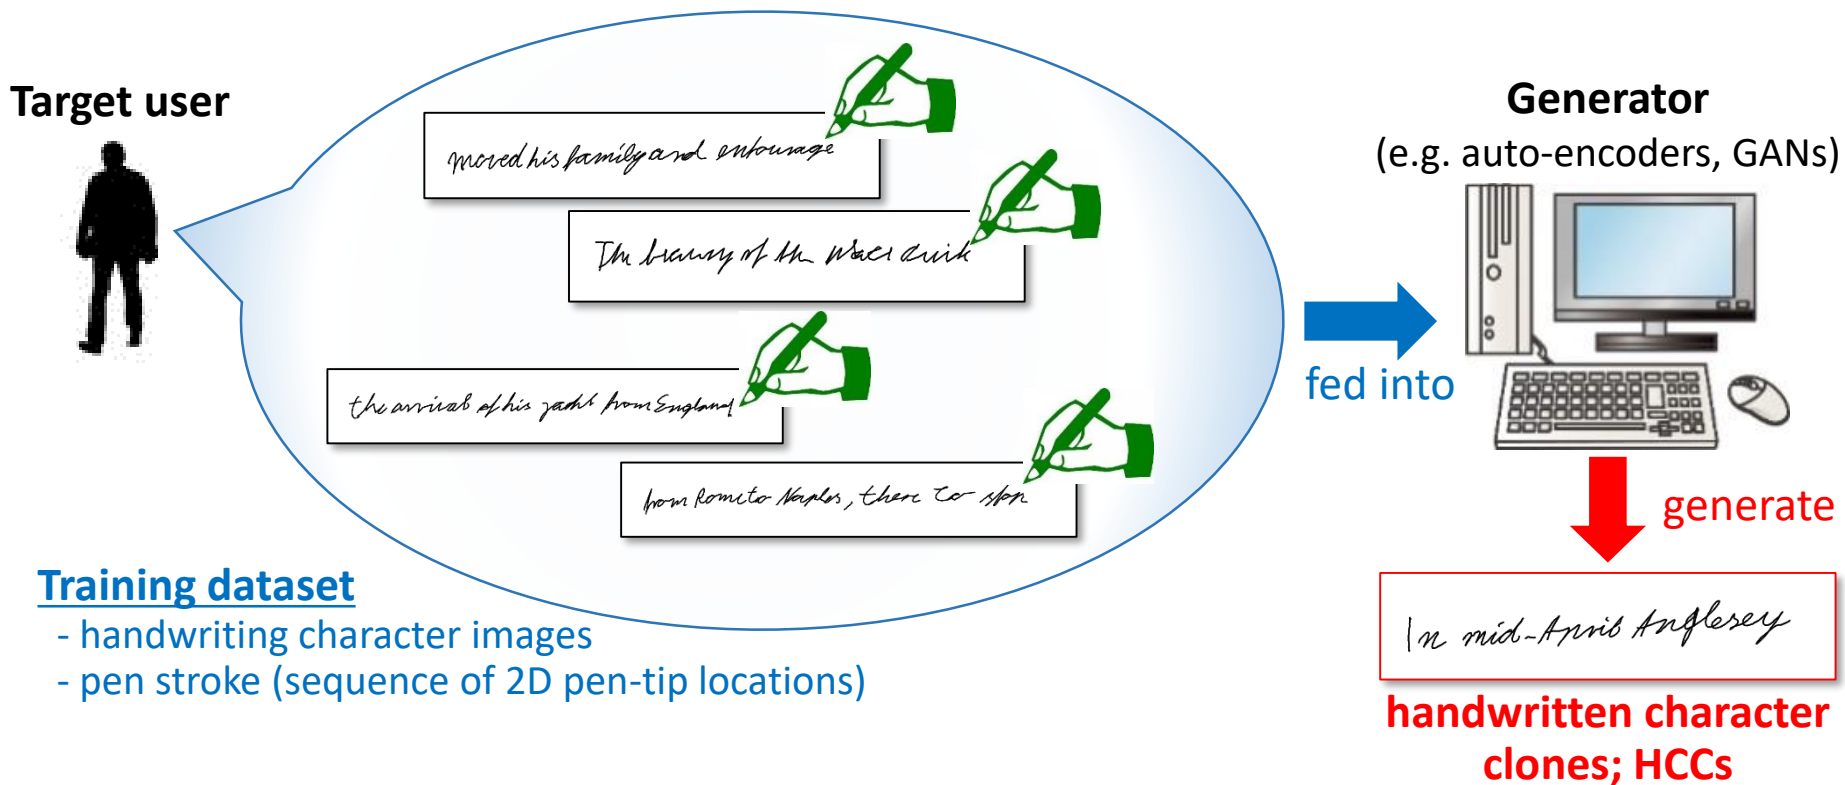 Target user
moved his family and entourage
The brewery of the
the arrival of his yacht from England
from Rome to Naples, there to stop
Training dataset
- handwriting character images
- pen stroke (sequence of 2D pen-tip locations)
Generator
(e.g. auto-encoders, GANs)
fed into
generate
In mid-April Anglesey
handwritten character
clones; HCCs